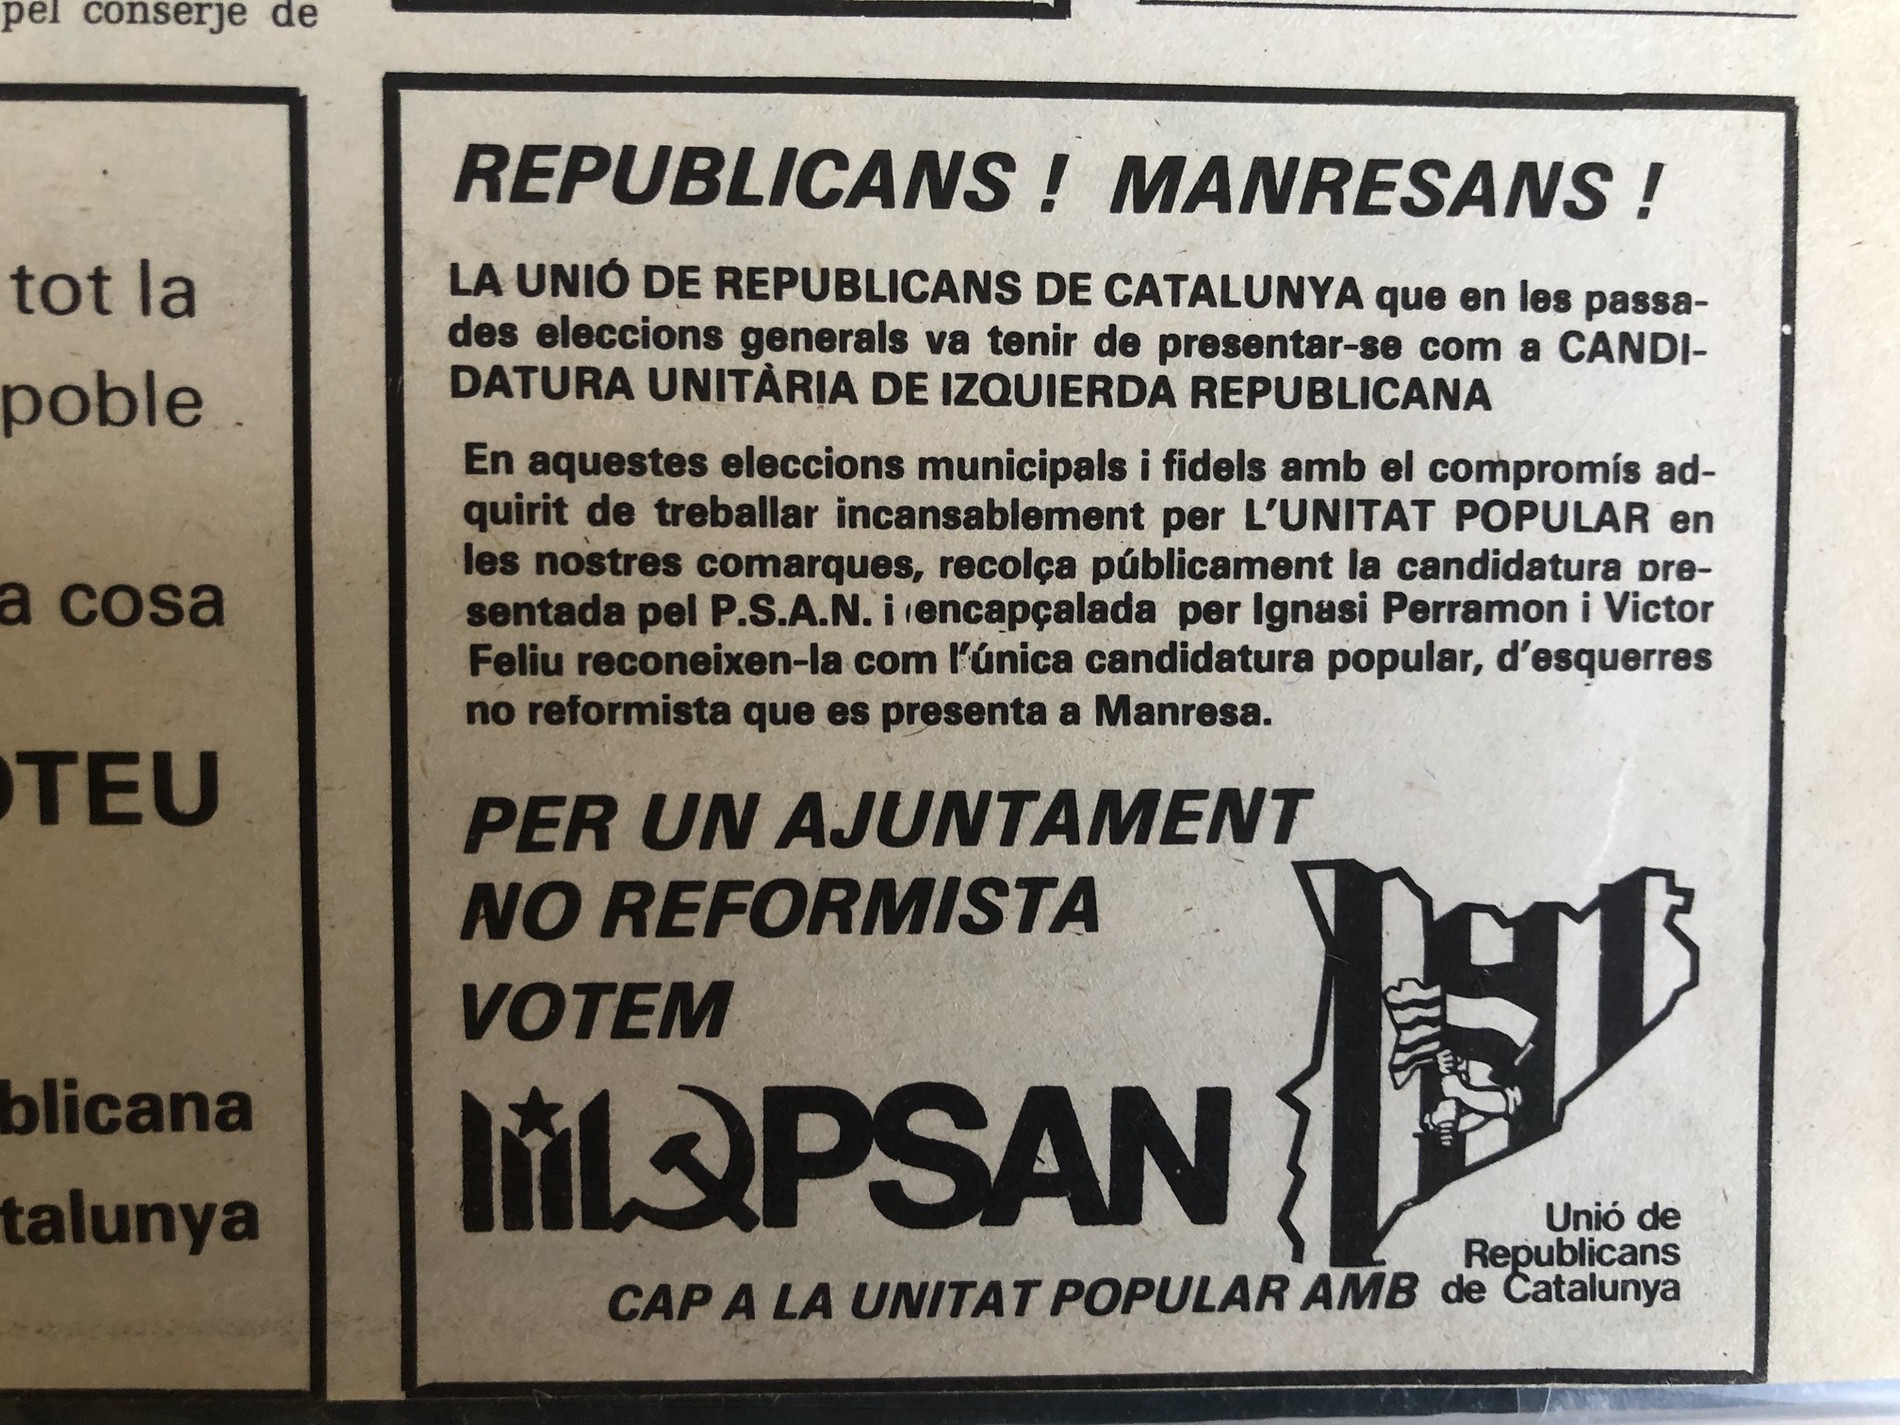 pel conserje de
tot la
poble
a cosa
OTEU
blicana
talunya
REPUBLICANS ! MANRESANS !
LA UNIÓ DE REPUBLICANS DE CATALUNYA que en les passa-
des eleccions generals va tenir de presentar-se com a CANDI-
DATURA UNITÀRIA DE IZQUIERDA REPUBLICANA
En aquestes eleccions municipals i fidels amb el compromís ad-
quirit de treballar incansablement per L'UNITAT POPULAR en
les nostres comarques, recolça públicament la candidatura pre-
sentada pel P.S.A.N. i encapçalada per Ignasi Perramon i Victor
Feliu reconeixen-la com l'única candidatura popular, d'esquerres
no reformista que es presenta a Manresa.
PER UN AJUNTAMENT
NO REFORMISTA
VOTEM
PSAN
Unió de
Republicans
de Catalunya
CAP A LA UNITAT POPULAR AMB